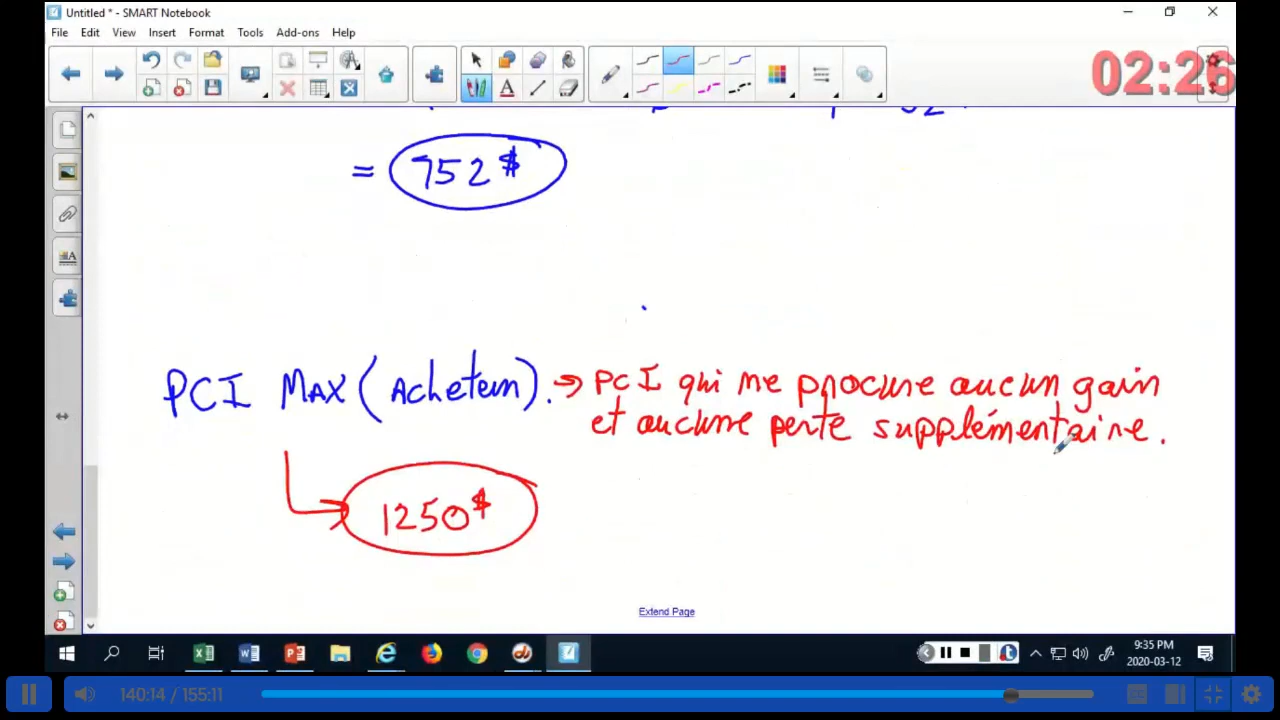 Untitled * - SMART Notebook
File Edit View Insert Format Tools Add-ons Help
02:26
= 752$
PCI MAX (Acheteur). → PCI qui me procure aucun gain
et aucune perte supplémentaire.
1250$
Extend Page
9:35 PM
2020-03-12
140:14 / 155:11